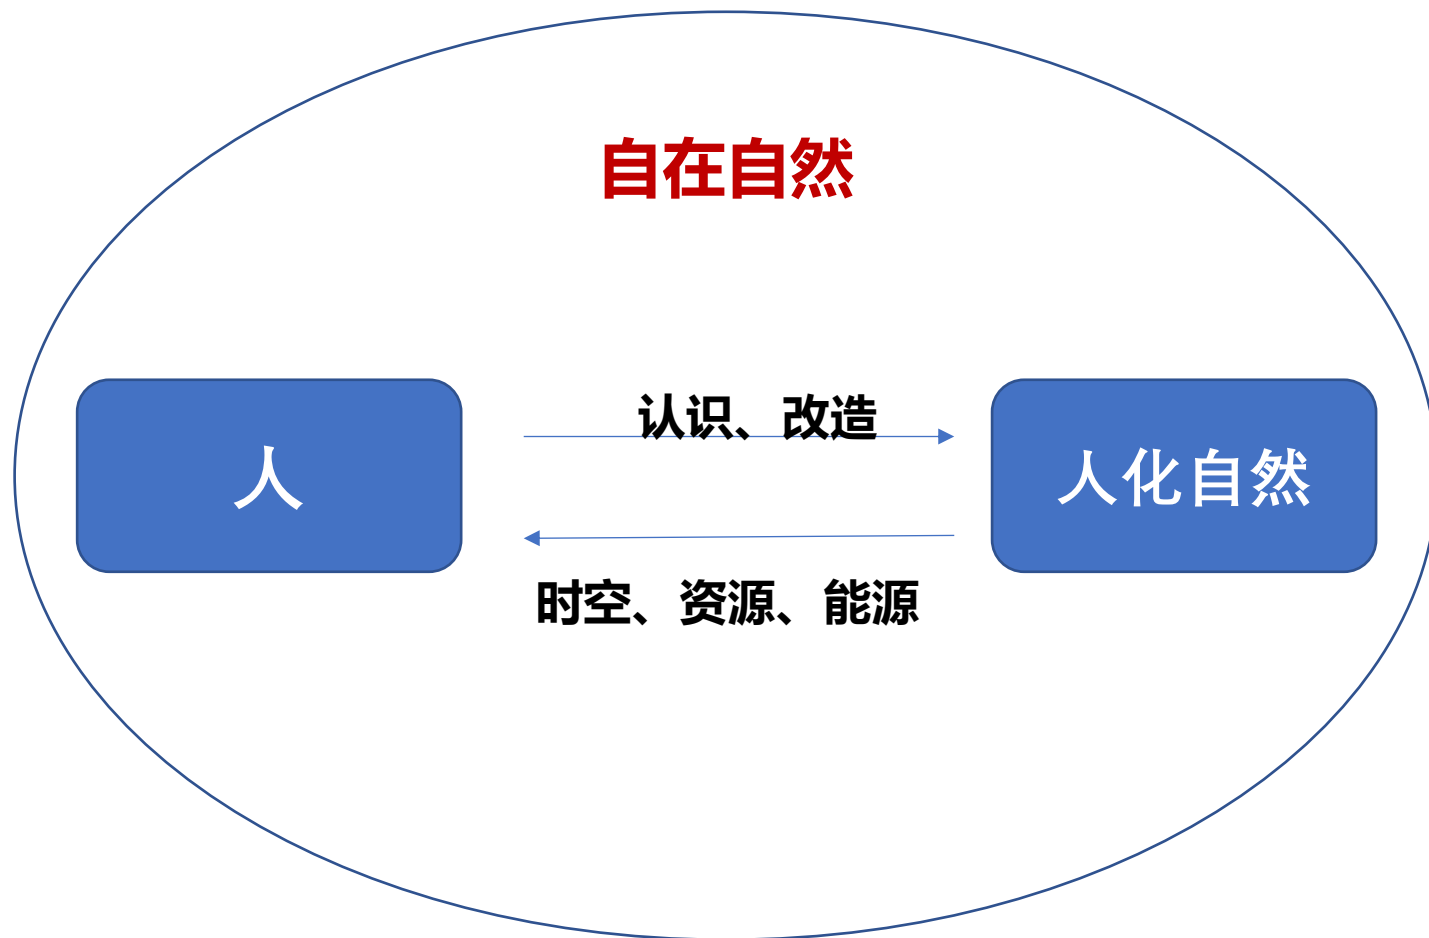 自在自然
认识、改造
人
人化自然
时空、资源、能源